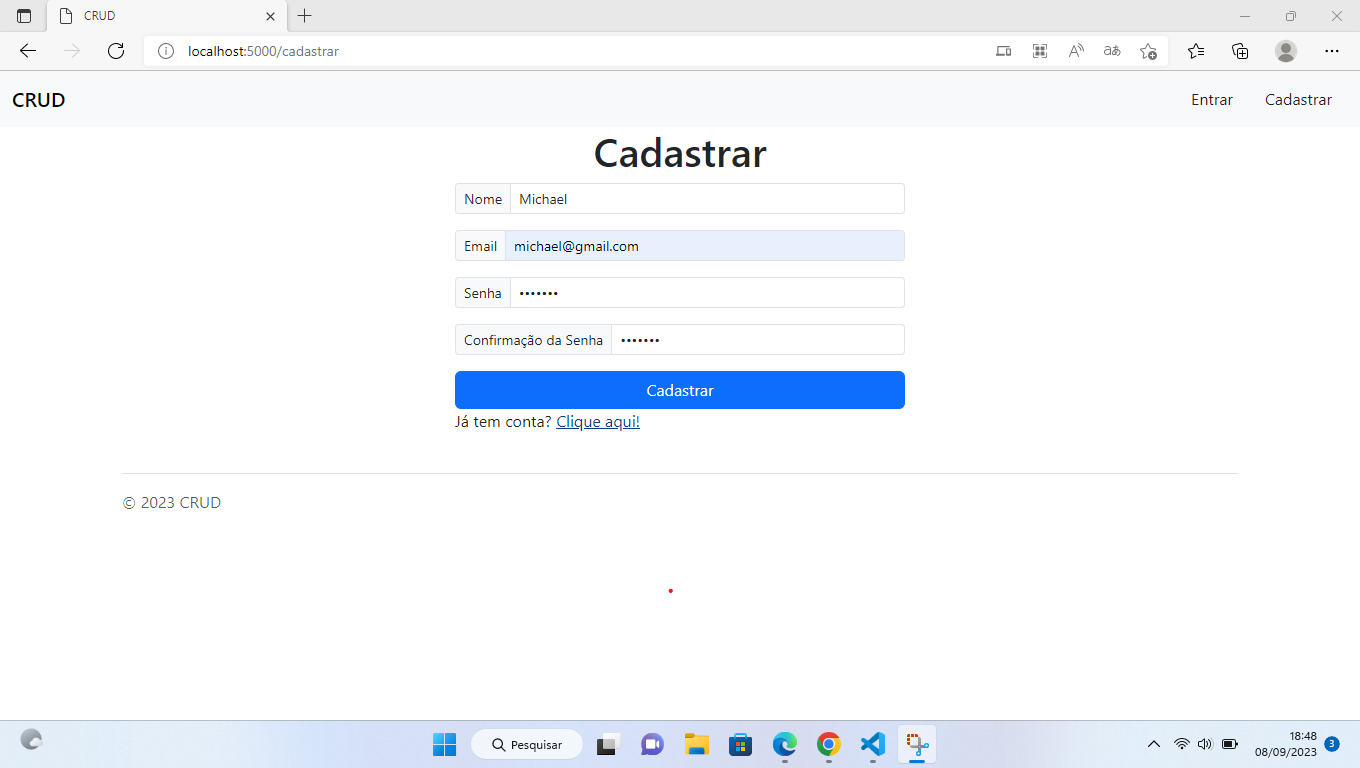 CRUD
localhost:5000/cadastrar
CRUD
Entrar
Cadastrar
Cadastrar
Nome Michael
Email michael@gmail.com
Senha •••••••
Confirmação da Senha •••••••
Cadastrar
Já tem conta? Clique aqui!
© 2023 CRUD
Pesquisar
18:48
08/09/2023
3